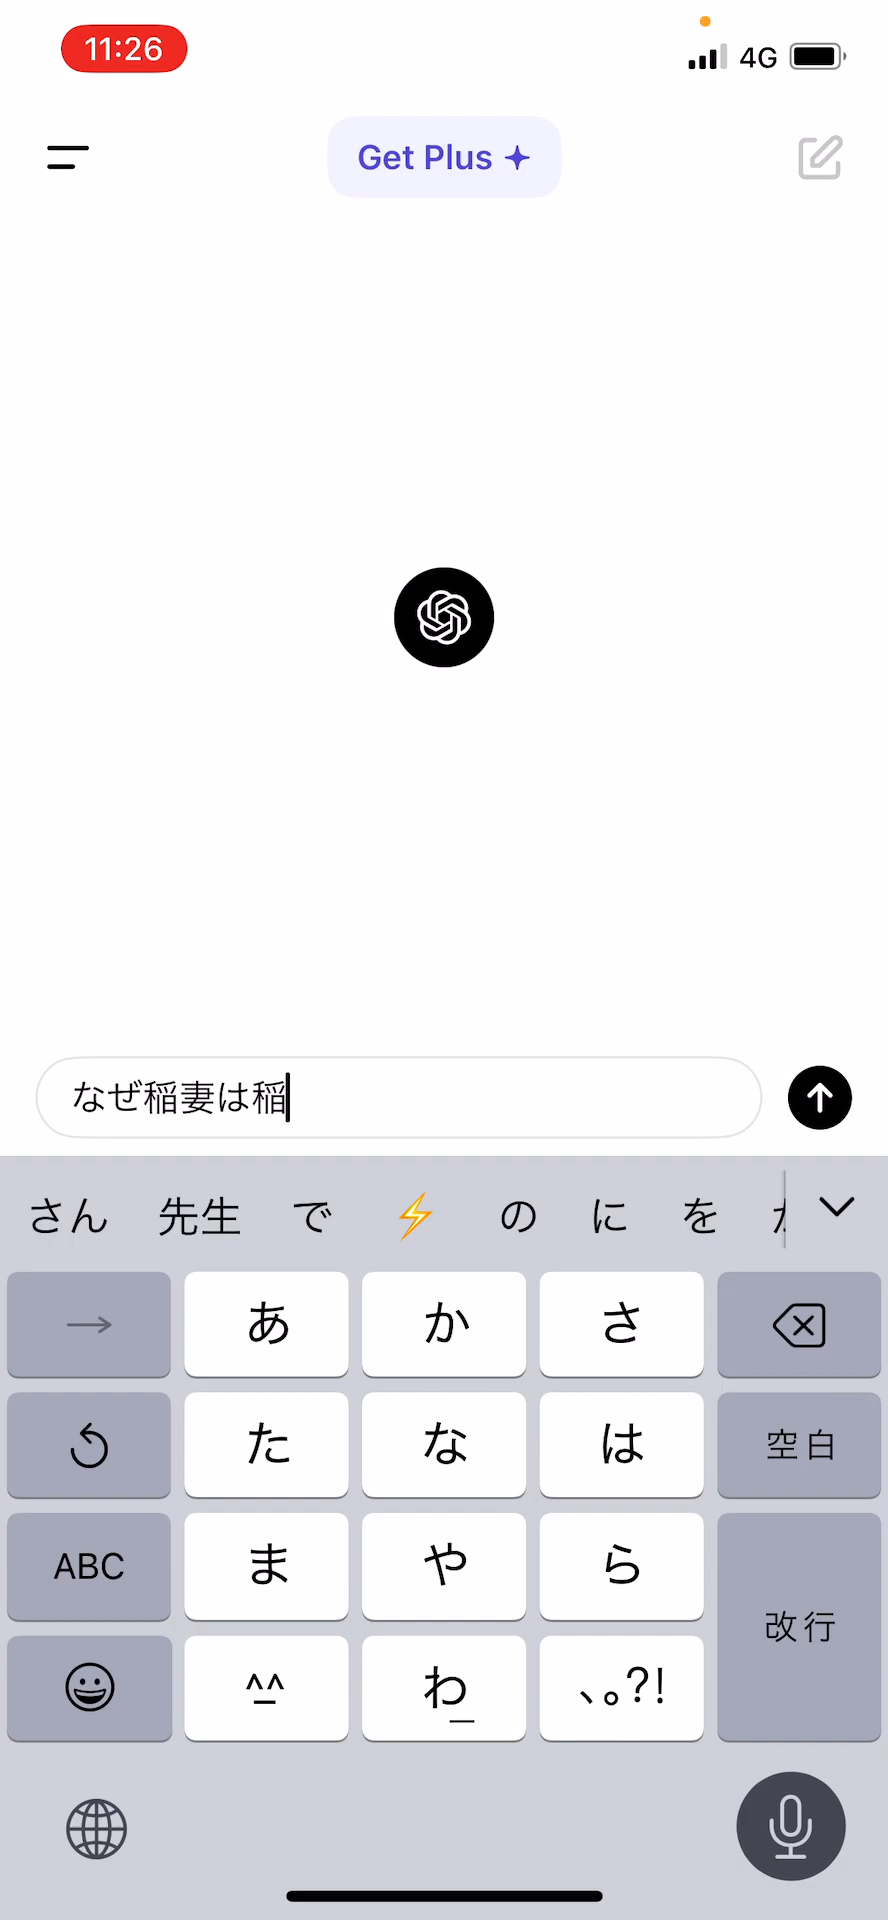 11:26
4G
Get Plus
なぜ稲妻は稲
さん 先生 で ⚡ の に を
→ あ か さ
た な は 空白
ABC ま や ら
改行
^_^ わ_ 、。?!